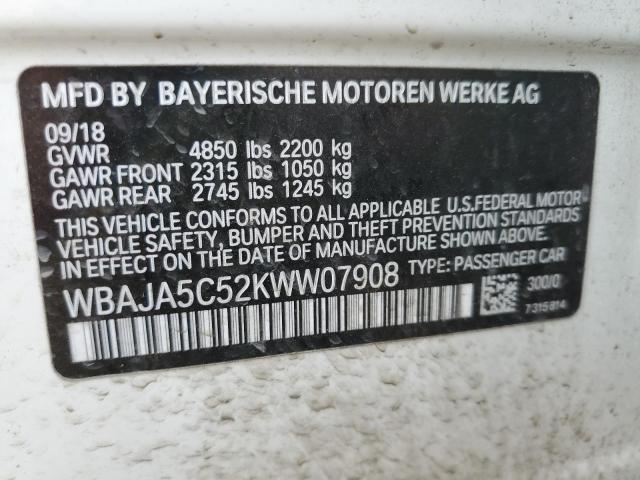 MFD BY BAYERISCHE MOTOREN WERKE AG
09/18
GVWR 4850 lbs 2200 kg
GAWR FRONT 2315 lbs 1050 kg
GAWR REAR 2745 lbs 1245 kg
THIS VEHICLE CONFORMS TO ALL APPLICABLE U.S.FEDERAL MOTOR
VEHICLE SAFETY, BUMPER AND THEFT PREVENTION STANDARDS
IN EFFECT ON THE DATE OF MANUFACTURE SHOWN ABOVE.
WBAJA5C52KWW07908 TYPE: PASSENGER CAR
300/0
7315814